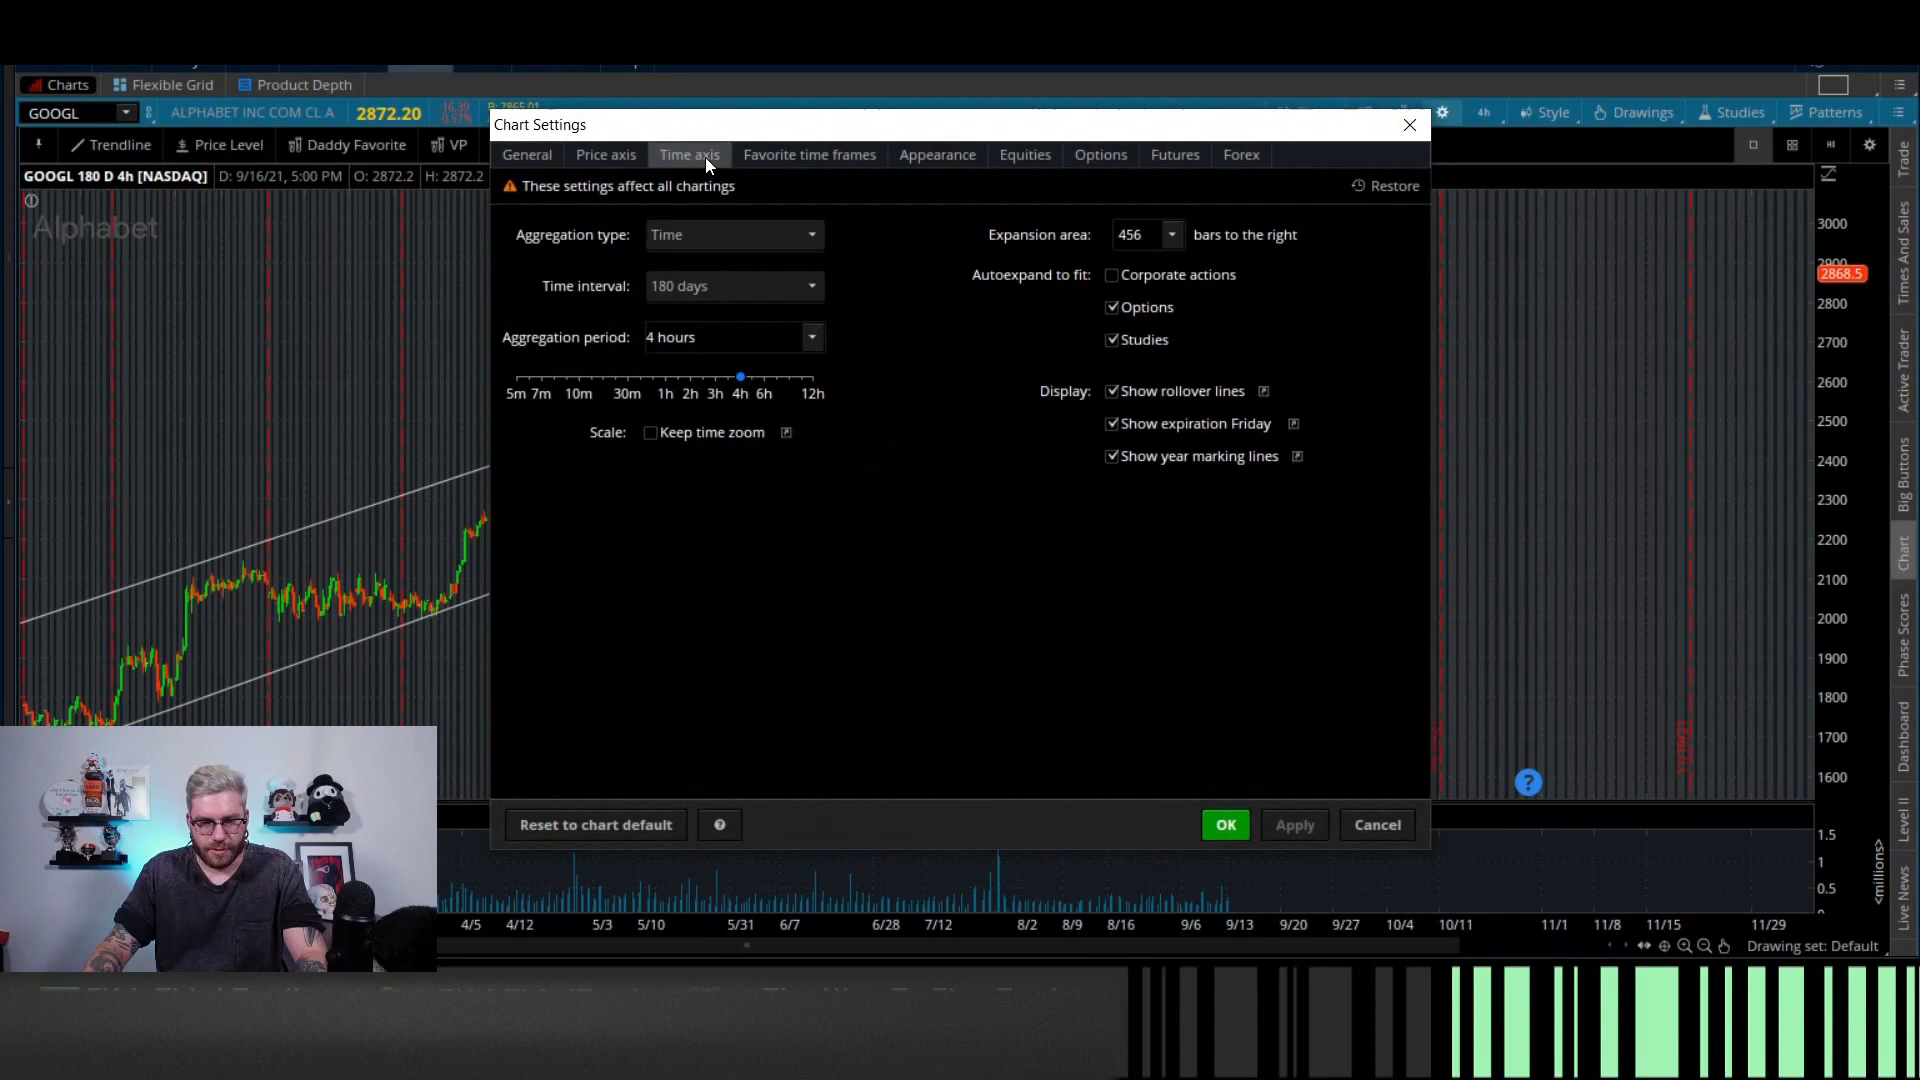 Charts Flexible Grid Product Depth
GOOGL ALPHABET INC COM CL A 2872.20 -16.39 -0.57% B: 2865.01 4h Style Drawings Studies Patterns
Trendline Price Level Daddy Favorite VP
GOOGL 180 D 4h [NASDAQ] D: 9/16/21, 5:00 PM O: 2872.2 H: 2872.2
Alphabet
Chart Settings
General Price axis Time axis Favorite time frames Appearance Equities Options Futures Forex
These settings affect all chartings Restore
Aggregation type: Time
Time interval: 180 days
Aggregation period: 4 hours
5m 7m 10m 30m 1h 2h 3h 4h 6h 12h
Scale: Keep time zoom
Expansion area: 456 bars to the right
Autoexpand to fit: Corporate actions
Options
Studies
Display: Show rollover lines
Show expiration Friday
Show year marking lines
Reset to chart default ? OK Apply Cancel
3000
2900
2868.5
2800
2700
2600
2500
2400
2300
2200
2100
2000
1900
1800
1700
1600
?
1.5
1
0.5
0
<millions>
4/5 4/12 5/3 5/10 5/31 6/7 6/28 7/12 8/2 8/9 8/16 9/6 9/13 9/20 9/27 10/4 10/11 11/1 11/8 11/15 11/29
Drawing set: Default
Trade
Times And Sales
Active Trader
Big Buttons
Chart
Phase Scores
Dashboard
Level II
Live News